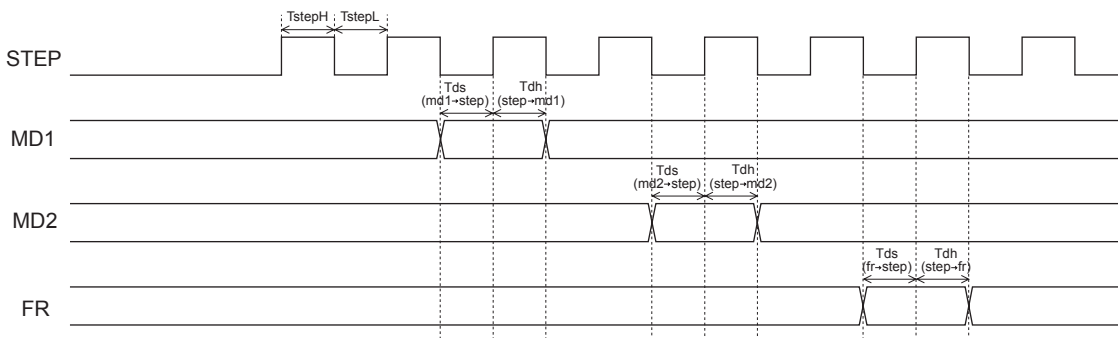 TstepH TstepL
STEP
Tds Tdh
(md1→step) (step→md1)
MD1
Tds Tdh
(md2→step) (step→md2)
MD2
Tds Tdh
(fr→step) (step→fr)
FR